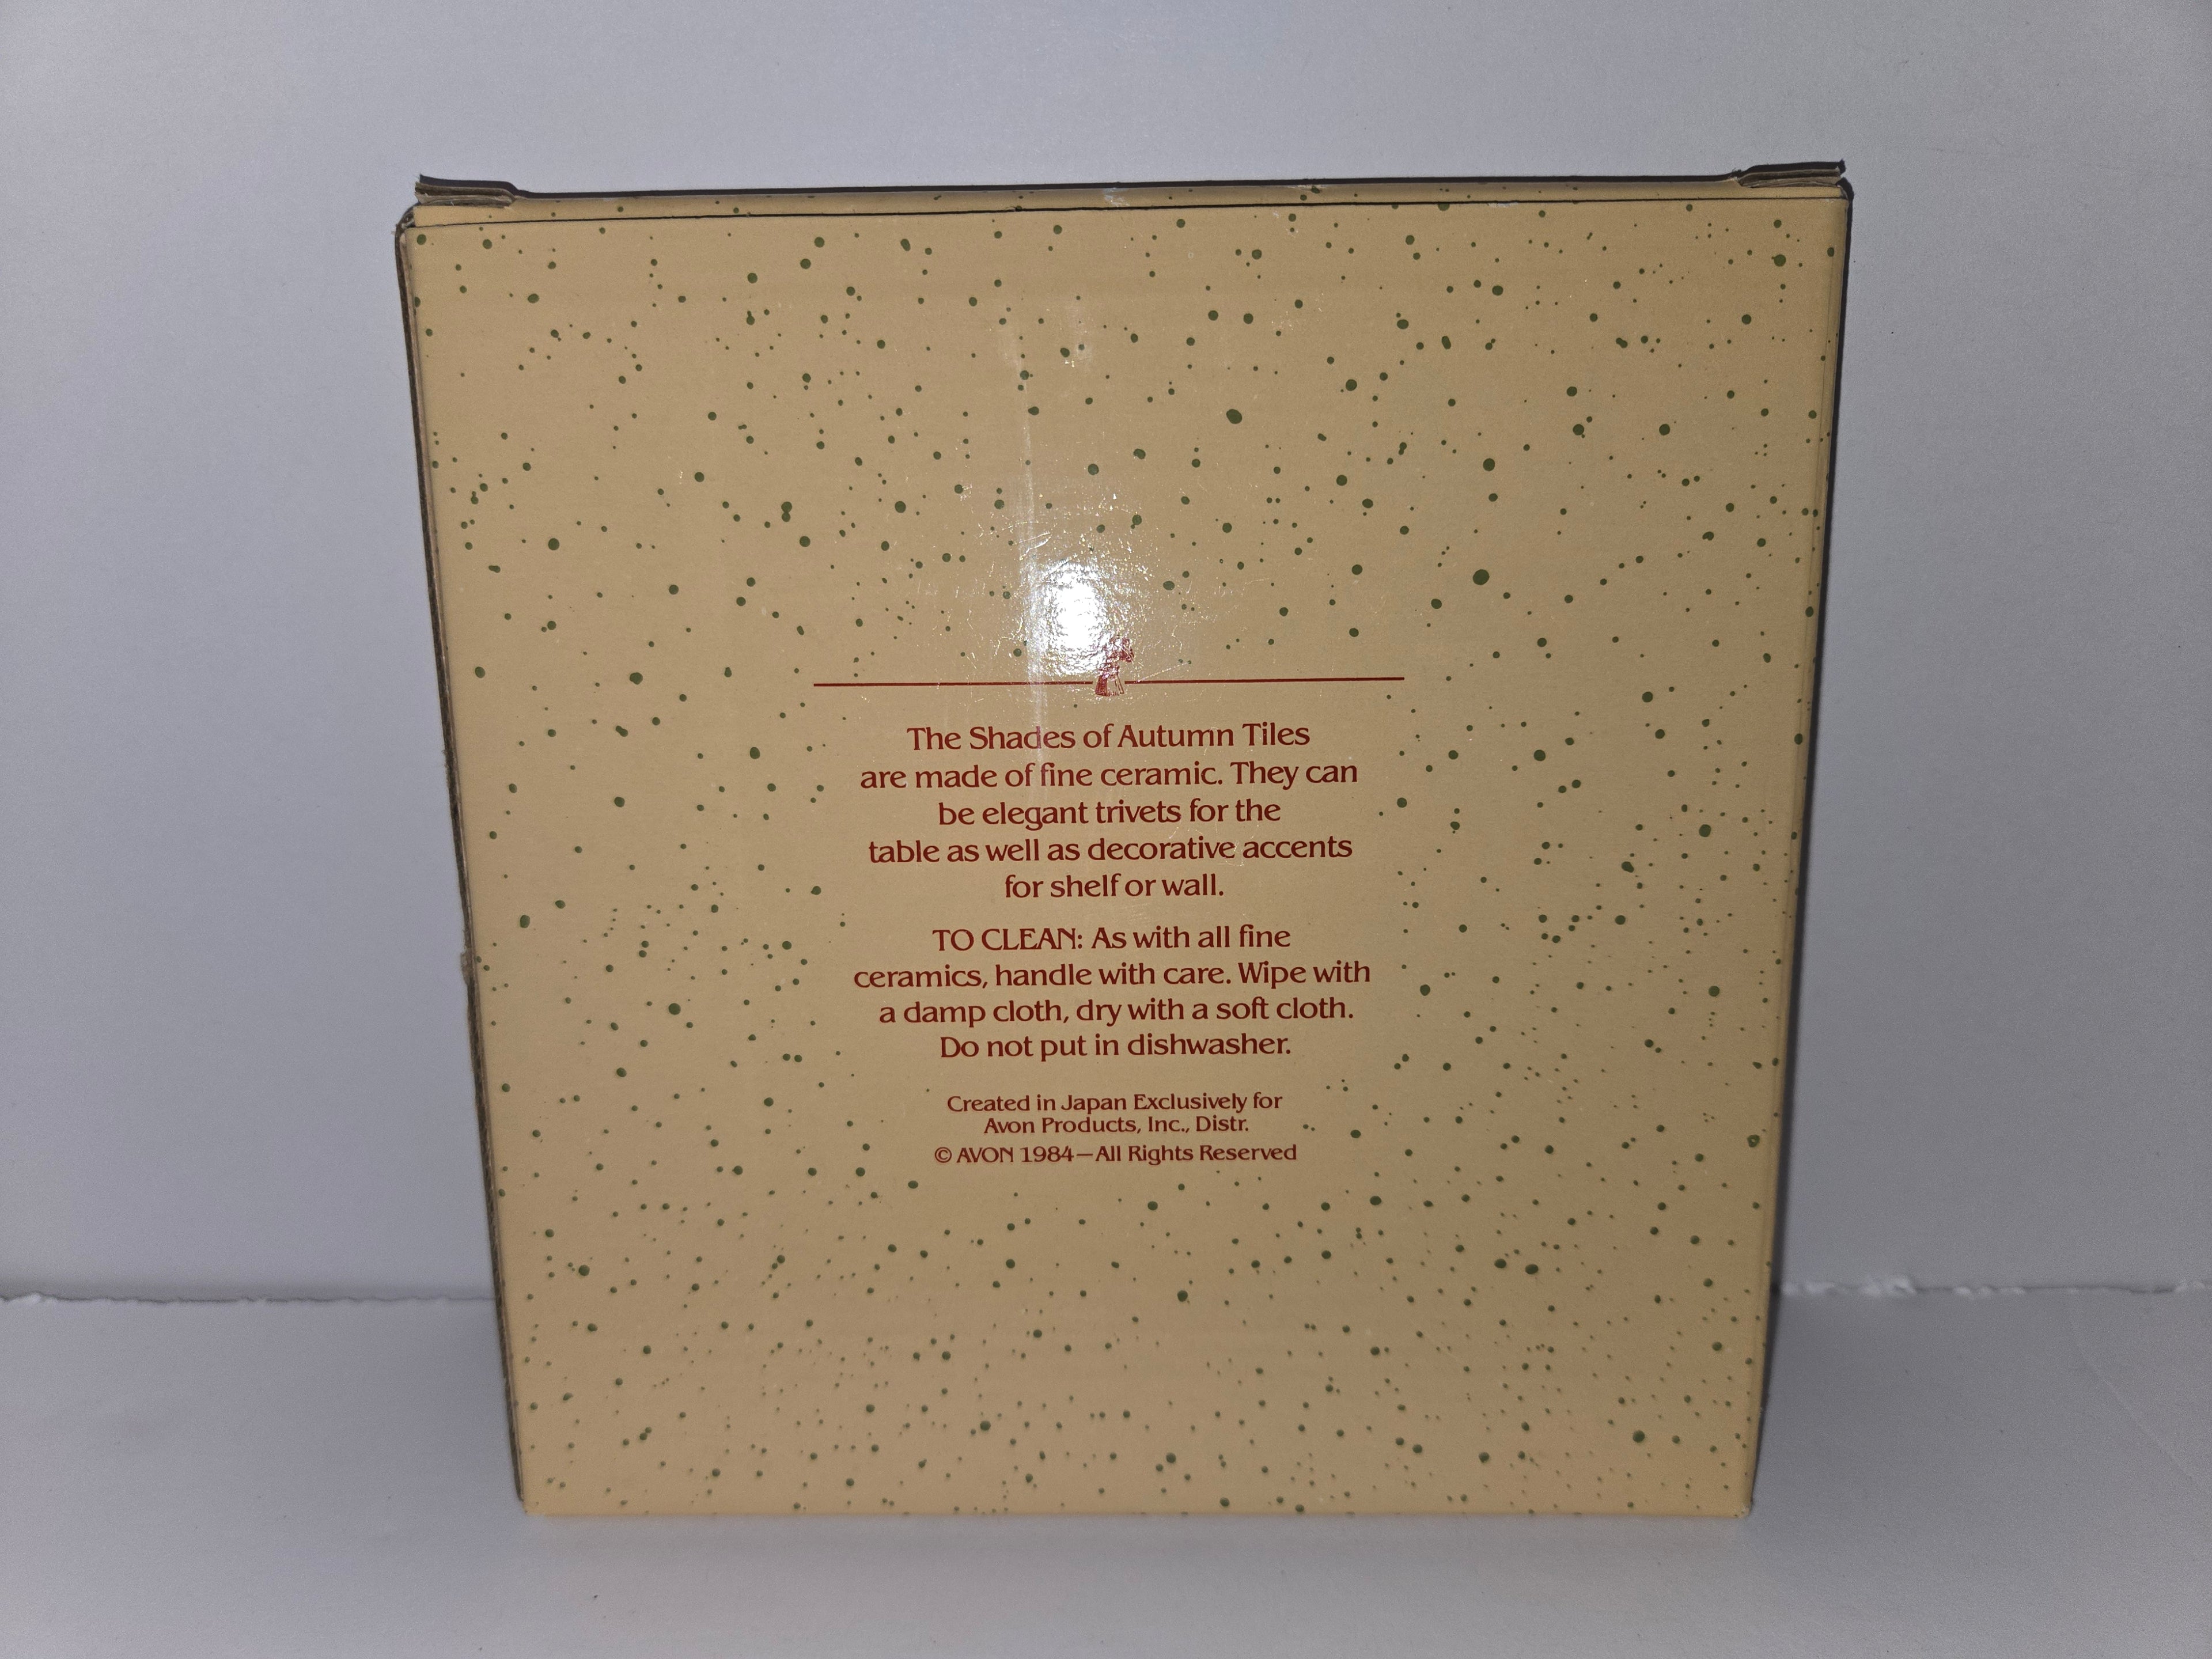 The Shades of Autumn Tiles
are made of fine ceramic. They can
be elegant trivets for the
table as well as decorative accents
for shelf or wall.
TO CLEAN: As with all fine
ceramics, handle with care. Wipe with
a damp cloth, dry with a soft cloth.
Do not put in dishwasher.
Created in Japan Exclusively for
Avon Products, Inc., Distr.
© AVON 1984—All Rights Reserved